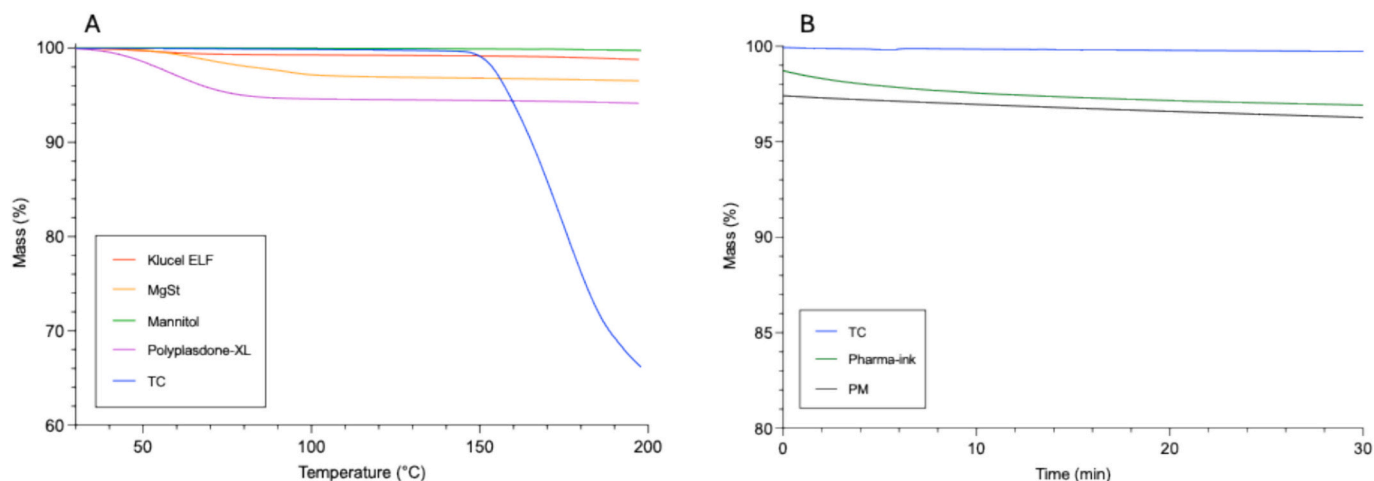 A
100
90
80
70
60
Mass (%)
Klucel ELF
MgSt
Mannitol
Polyplasdone-XL
TC
50
100
150
200
Temperature (°C)
B
100
95
90
85
80
Mass (%)
TC
Pharma-ink
PM
0
10
20
30
Time (min)